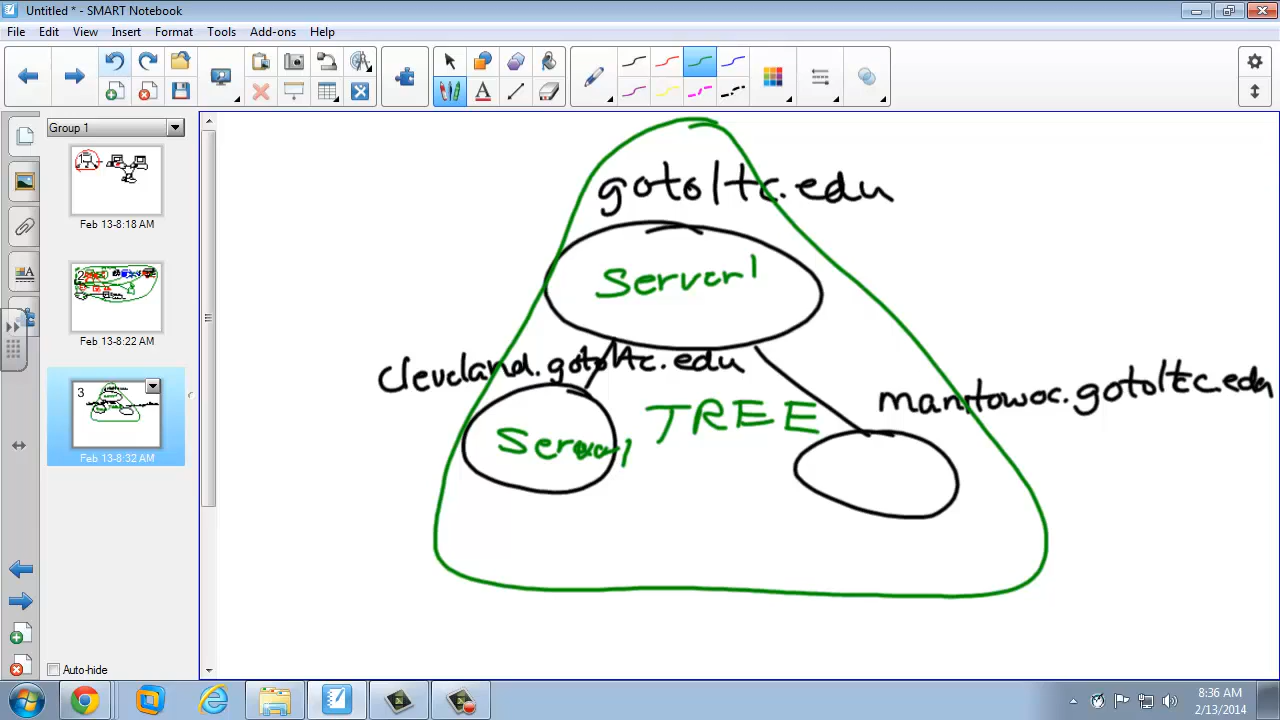 Untitled * - SMART Notebook
File Edit View Insert Format Tools Add-ons Help
Group 1
Feb 13-8:18 AM
Feb 13-8:22 AM
3
Feb 13-8:32 AM
Auto-hide
gotoltc.edu
Server1
cleveland.gotoltc.edu
manitowoc.gotoltc.edu
TREE
Server1
8:36 AM
2/13/2014